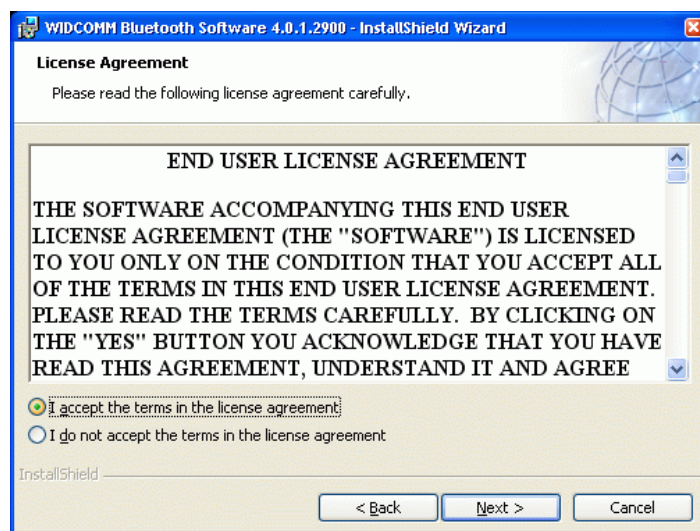 WIDCOMM Bluetooth Software 4.0.1.2900 - InstallShield Wizard
License Agreement
Please read the following license agreement carefully.
END USER LICENSE AGREEMENT
THE SOFTWARE ACCOMPANYING THIS END USER
LICENSE AGREEMENT (THE "SOFTWARE") IS LICENSED
TO YOU ONLY ON THE CONDITION THAT YOU ACCEPT ALL
OF THE TERMS IN THIS END USER LICENSE AGREEMENT.
PLEASE READ THE TERMS CAREFULLY.  BY CLICKING ON
THE "YES" BUTTON YOU ACKNOWLEDGE THAT YOU HAVE
READ THIS AGREEMENT, UNDERSTAND IT AND AGREE
I accept the terms in the license agreement
I do not accept the terms in the license agreement
InstallShield
< Back
Next >
Cancel